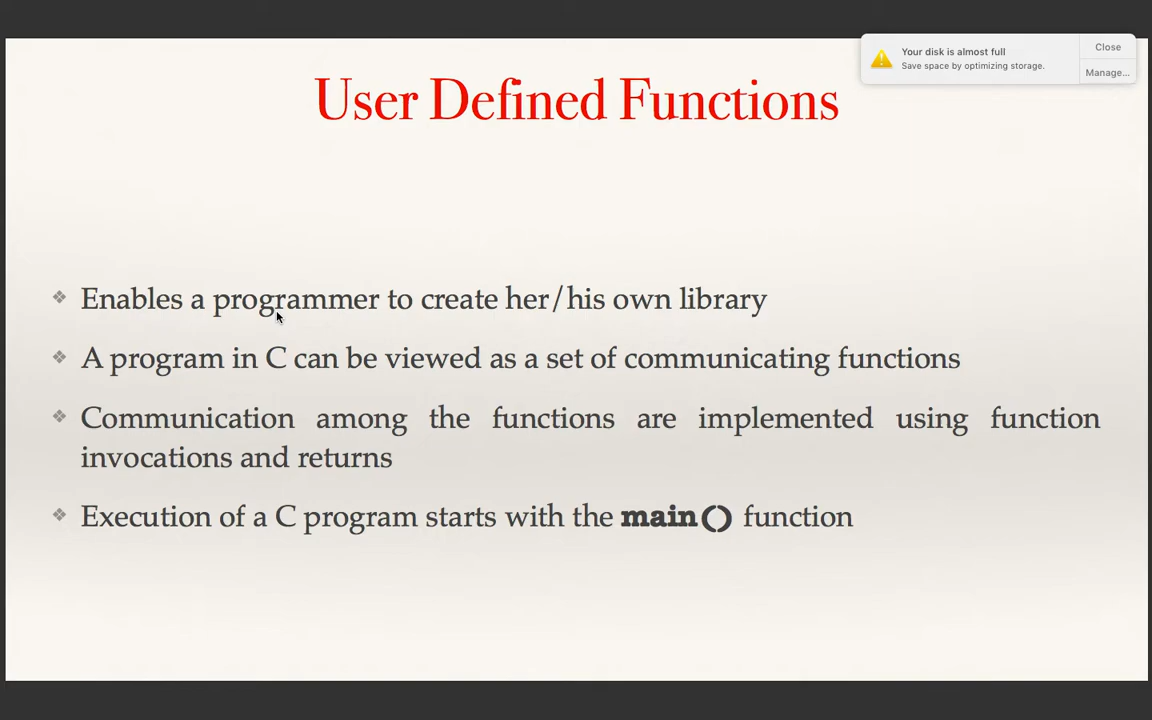 Your disk is almost full
Save space by optimizing storage.
Close
Manage...
User Defined Functions
❖ Enables a programmer to create her/his own library
❖ A program in C can be viewed as a set of communicating functions
❖ Communication among the functions are implemented using function
invocations and returns
❖ Execution of a C program starts with the main() function